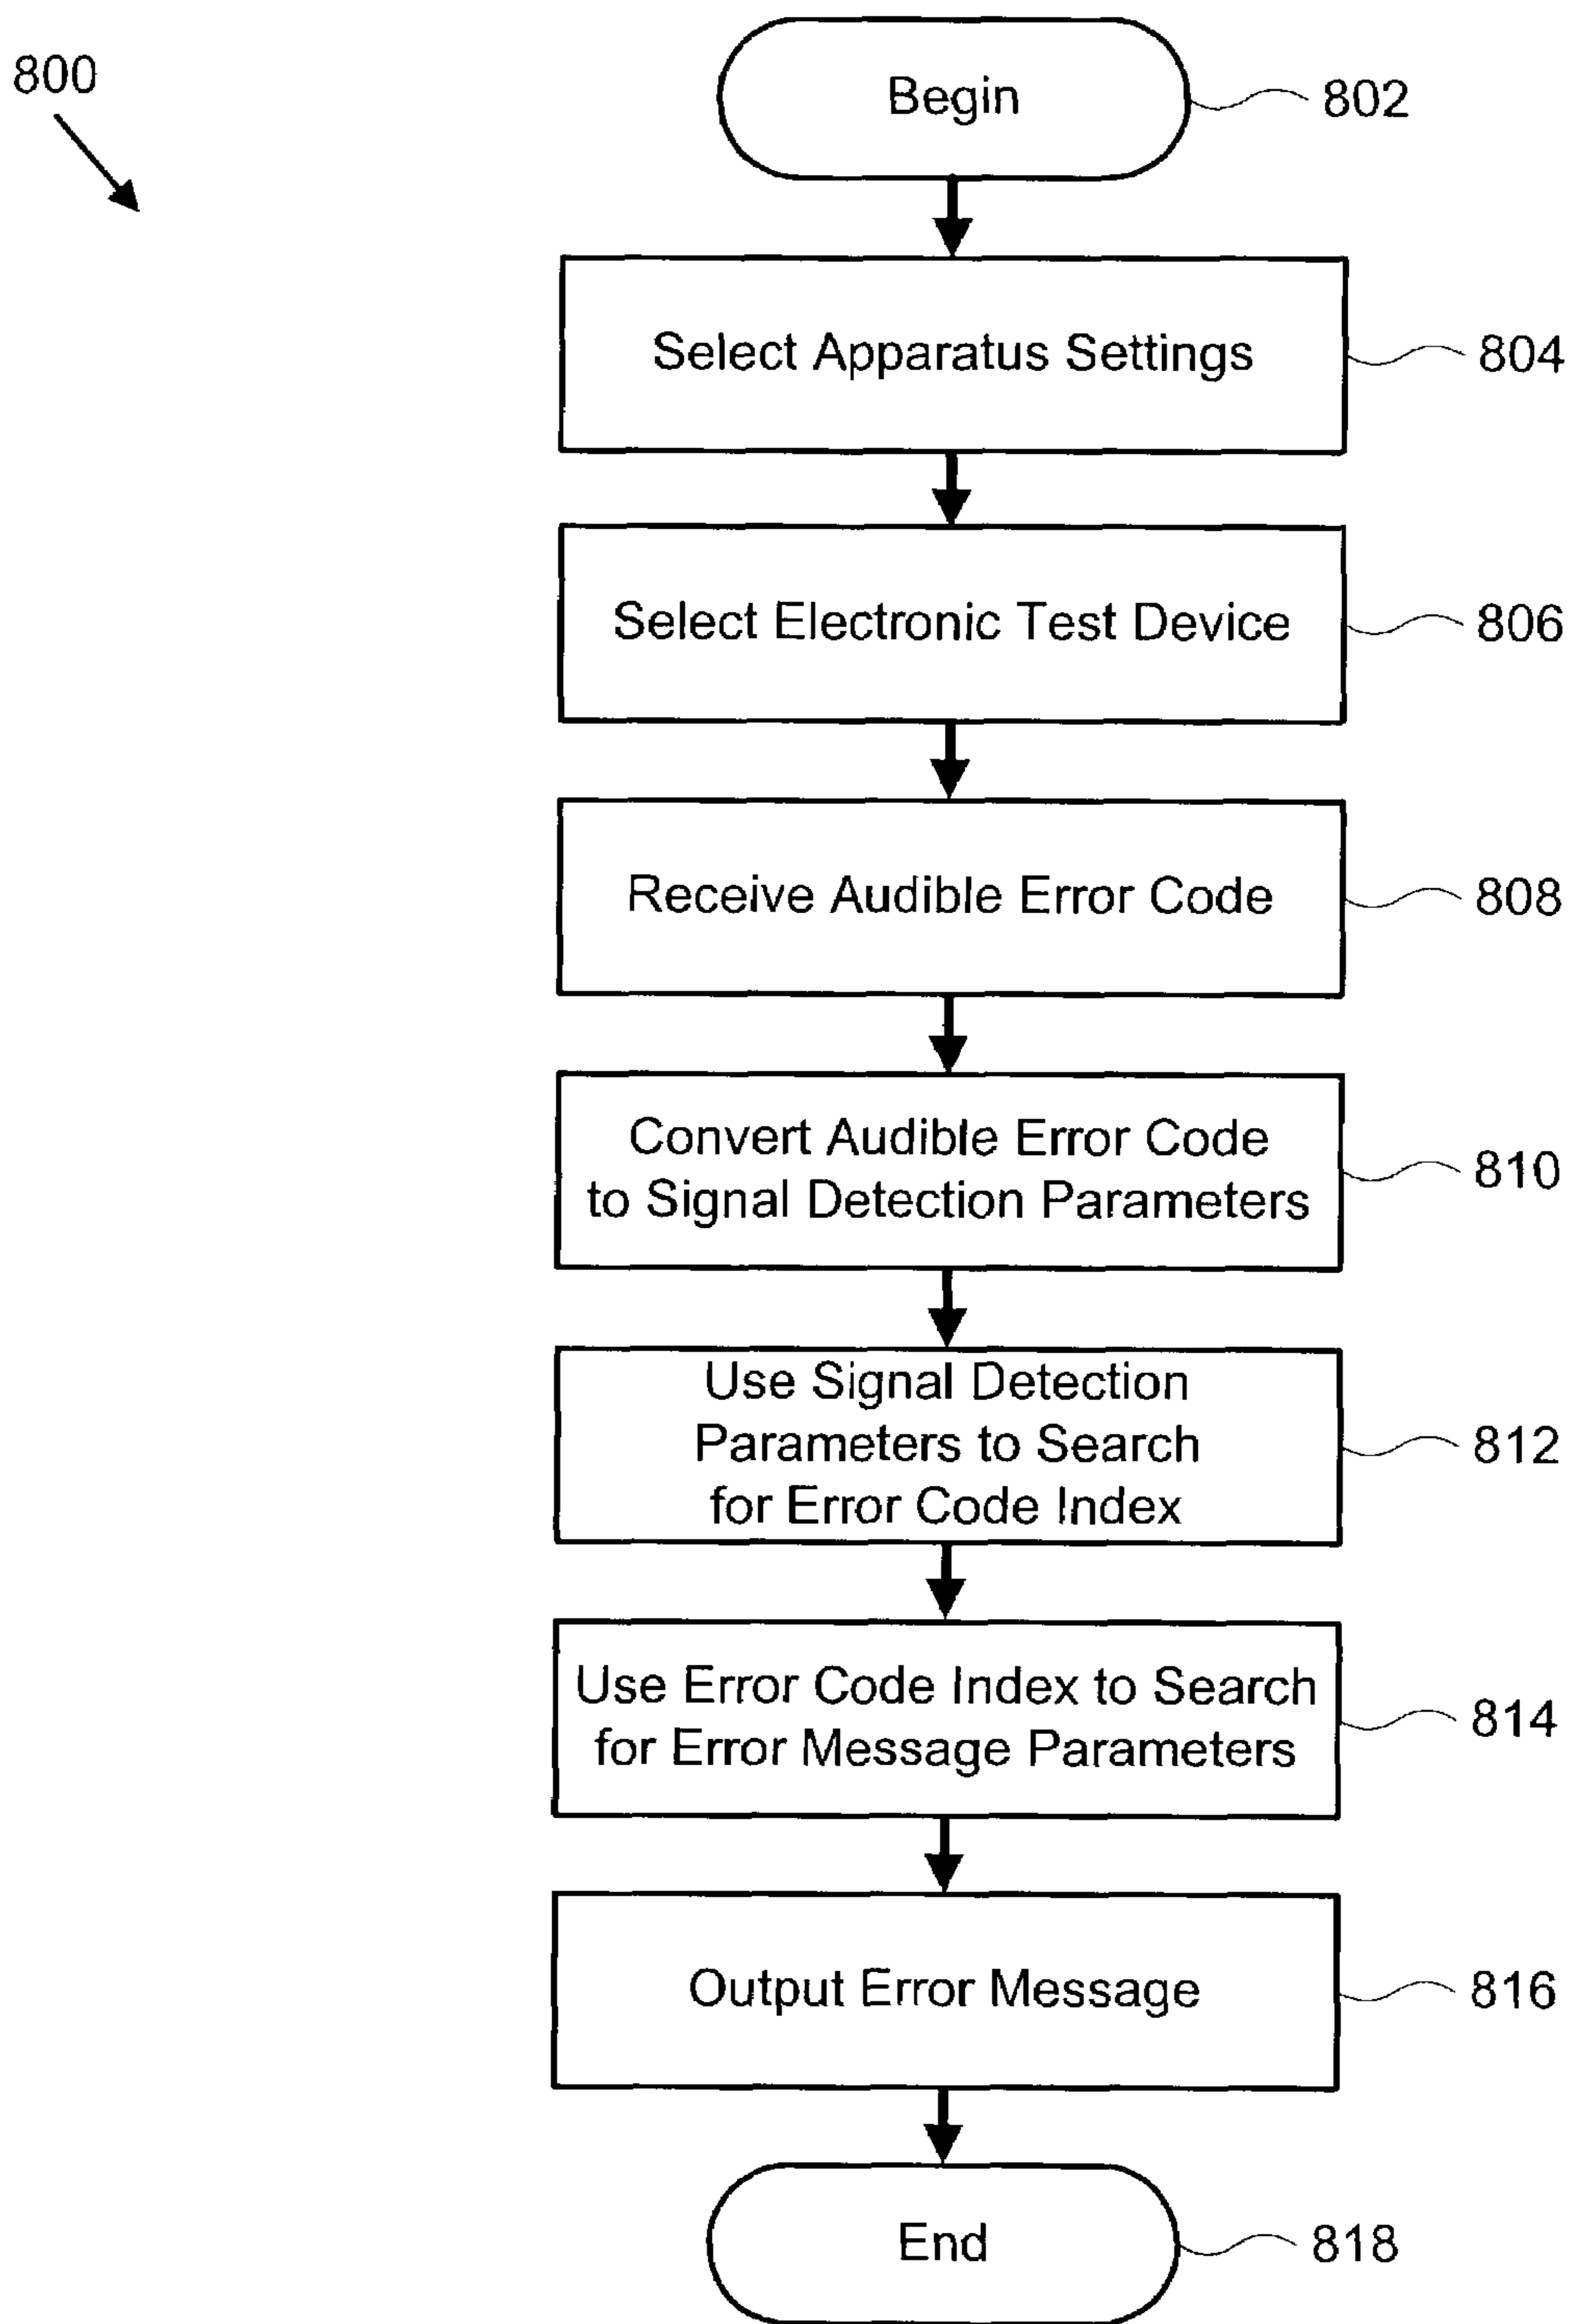 800
Begin
802
Select Apparatus Settings
804
Select Electronic Test Device
806
Receive Audible Error Code
808
Convert Audible Error Code
to Signal Detection Parameters
810
Use Signal Detection
Parameters to Search
for Error Code Index
812
Use Error Code Index to Search
for Error Message Parameters
814
Output Error Message
816
End
818